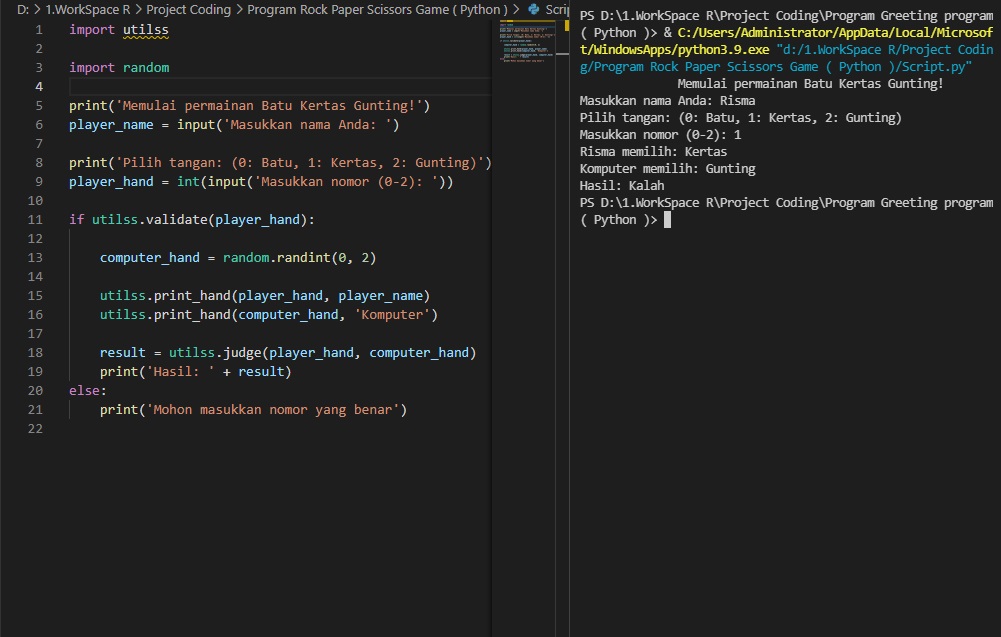 D: > 1.WorkSpace R > Project Coding > Program Rock Paper Scissors Game ( Python ) > Scrip
1 import utilss
2
3 import random
4
5 print('Memulai permainan Batu Kertas Gunting!')
6 player_name = input('Masukkan nama Anda: ')
7
8 print('Pilih tangan: (0: Batu, 1: Kertas, 2: Gunting)')
9 player_hand = int(input('Masukkan nomor (0-2): '))
10
11 if utilss.validate(player_hand):
12
13     computer_hand = random.randint(0, 2)
14
15     utilss.print_hand(player_hand, player_name)
16     utilss.print_hand(computer_hand, 'Komputer')
17
18     result = utilss.judge(player_hand, computer_hand)
19     print('Hasil: ' + result)
20 else:
21     print('Mohon masukkan nomor yang benar')
22
PS D:\1.WorkSpace R\Project Coding\Program Greeting program
( Python )> & C:/Users/Administrator/AppData/Local/Microsof
t/WindowsApps/python3.9.exe "d:/1.WorkSpace R/Project Codin
g/Program Rock Paper Scissors Game ( Python )/Script.py"
Memulai permainan Batu Kertas Gunting!
Masukkan nama Anda: Risma
Pilih tangan: (0: Batu, 1: Kertas, 2: Gunting)
Masukkan nomor (0-2): 1
Risma memilih: Kertas
Komputer memilih: Gunting
Hasil: Kalah
PS D:\1.WorkSpace R\Project Coding\Program Greeting program
( Python )>